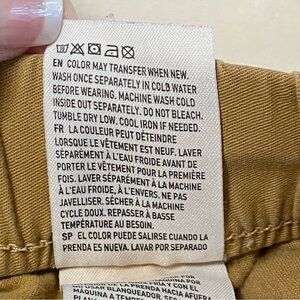 EN COLOR MAY TRANSFER WHEN NEW.
WASH ONCE SEPARATELY IN COLD WATER
BEFORE WEARING. MACHINE WASH COLD
INSIDE OUT SEPARATELY. DO NOT BLEACH.
TUMBLE DRY LOW. COOL IRON IF NEEDED.
FR LA COULEUR PEUT DÉTEINDRE
LORSQUE LE VÊTEMENT EST NEUF. LAVER
SÉPARÉMENT À L'EAU FROIDE AVANT DE
PORTER LE VÊTEMENT LA PREMIÈRE FOIS.
LAVER SÉPARÉMENT À LA MACHINE
À L'EAU FROIDE, À L'ENVERS. NE PAS
JAVELLISER. SÉCHER À LA MACHINE
CYCLE DOUX. REPASSER À BASSE
TEMPÉRATURE AU BESOIN.
SP EL COLOR PUEDE SALIRSE CUANDO LA
PRENDA ES NUEVA. LAVAR POR SEPARADO